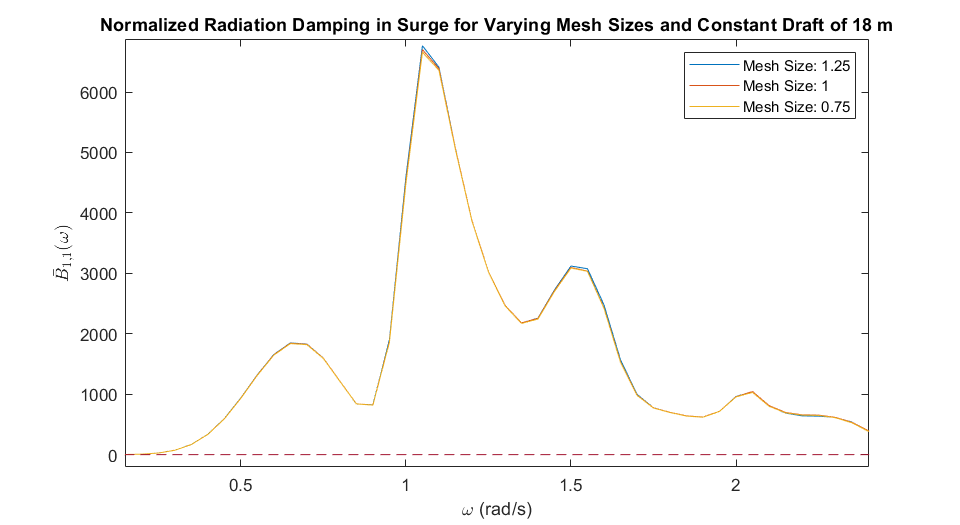 Normalized Radiation Damping in Surge for Varying Mesh Sizes and Constant Draft of 18 m
Mesh Size: 1.25
Mesh Size: 1
Mesh Size: 0.75
6000
5000
4000
3000
2000
1000
0
B̄1,1(ω)
0.5
1
1.5
2
ω (rad/s)